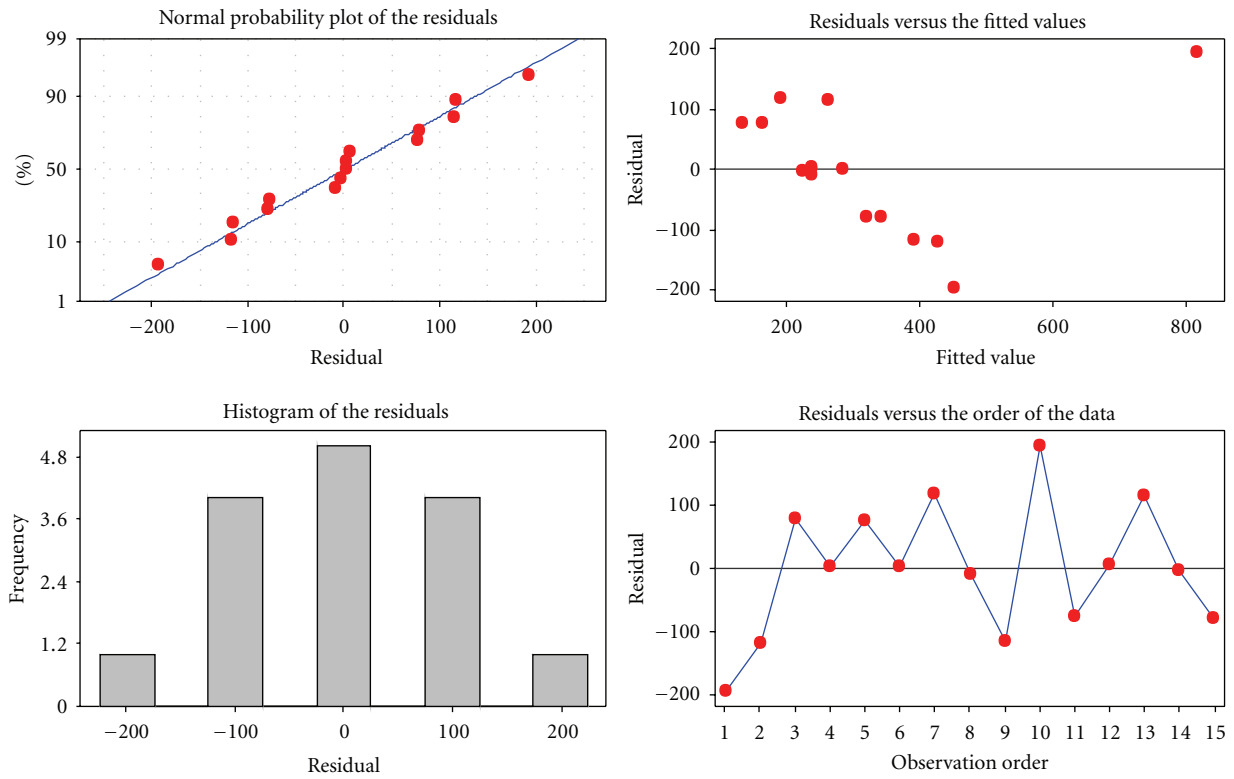 Normal probability plot of the residuals
99
90
50
10
1
(%)
−200 −100 0 100 200
Residual
Residuals versus the fitted values
200
100
0
−100
−200
Residual
200 400 600 800
Fitted value
Histogram of the residuals
4.8
3.6
2.4
1.2
0
Frequency
−200 −100 0 100 200
Residual
Residuals versus the order of the data
200
100
0
−100
−200
Residual
1 2 3 4 5 6 7 8 9 10 11 12 13 14 15
Observation order